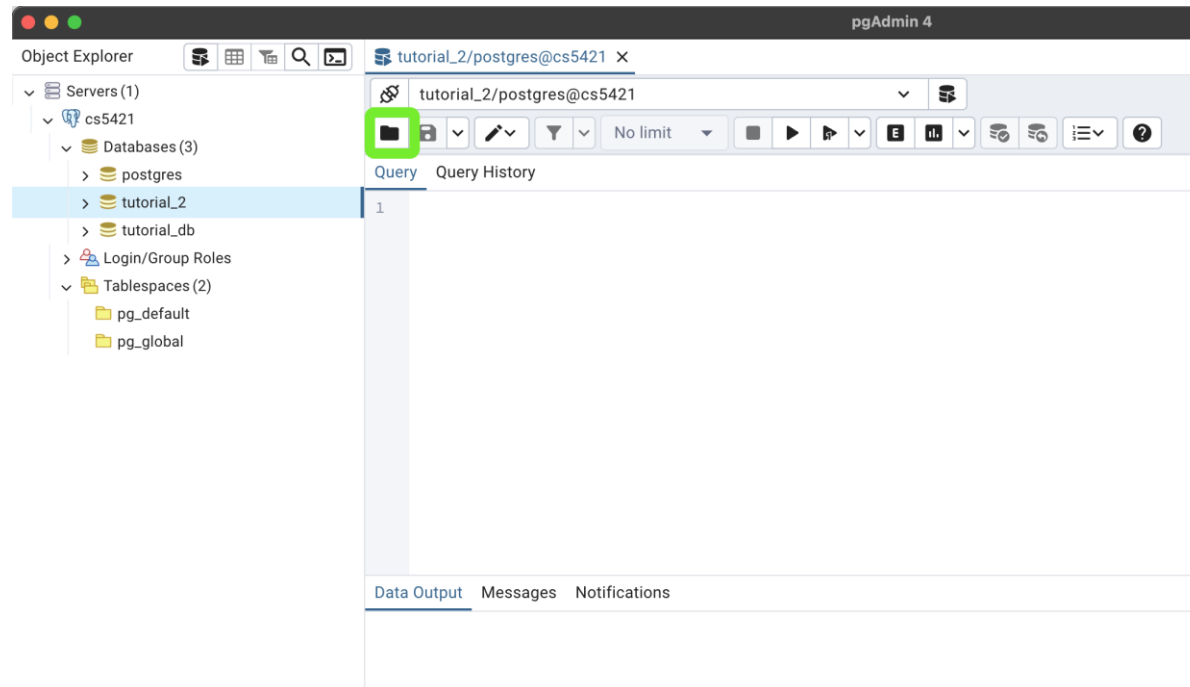 pgAdmin 4
Object Explorer
tutorial_2/postgres@cs5421
Servers (1)
cs5421
Databases (3)
postgres
tutorial_2
tutorial_db
Login/Group Roles
Tablespaces (2)
pg_default
pg_global
tutorial_2/postgres@cs5421
No limit
E
Query Query History
1
Data Output Messages Notifications